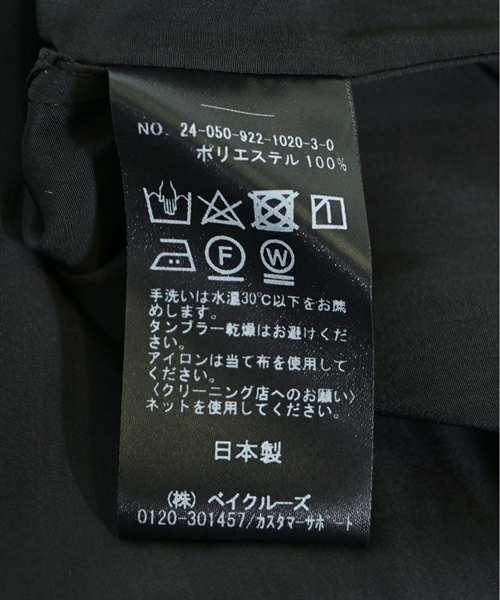 NO. 24-050-922-1020-3-0
ポリエステル 100%
F W
手洗いは水温30℃以下をお薦
めします。
タンブラー乾燥はお避けくだ
さい。
アイロンは当て布を使用して
ください。
〈クリーニング店へのお願い〉
ネットを使用してください。
日本製
(株) ベイクルーズ
0120-301457/カスタマーサポート